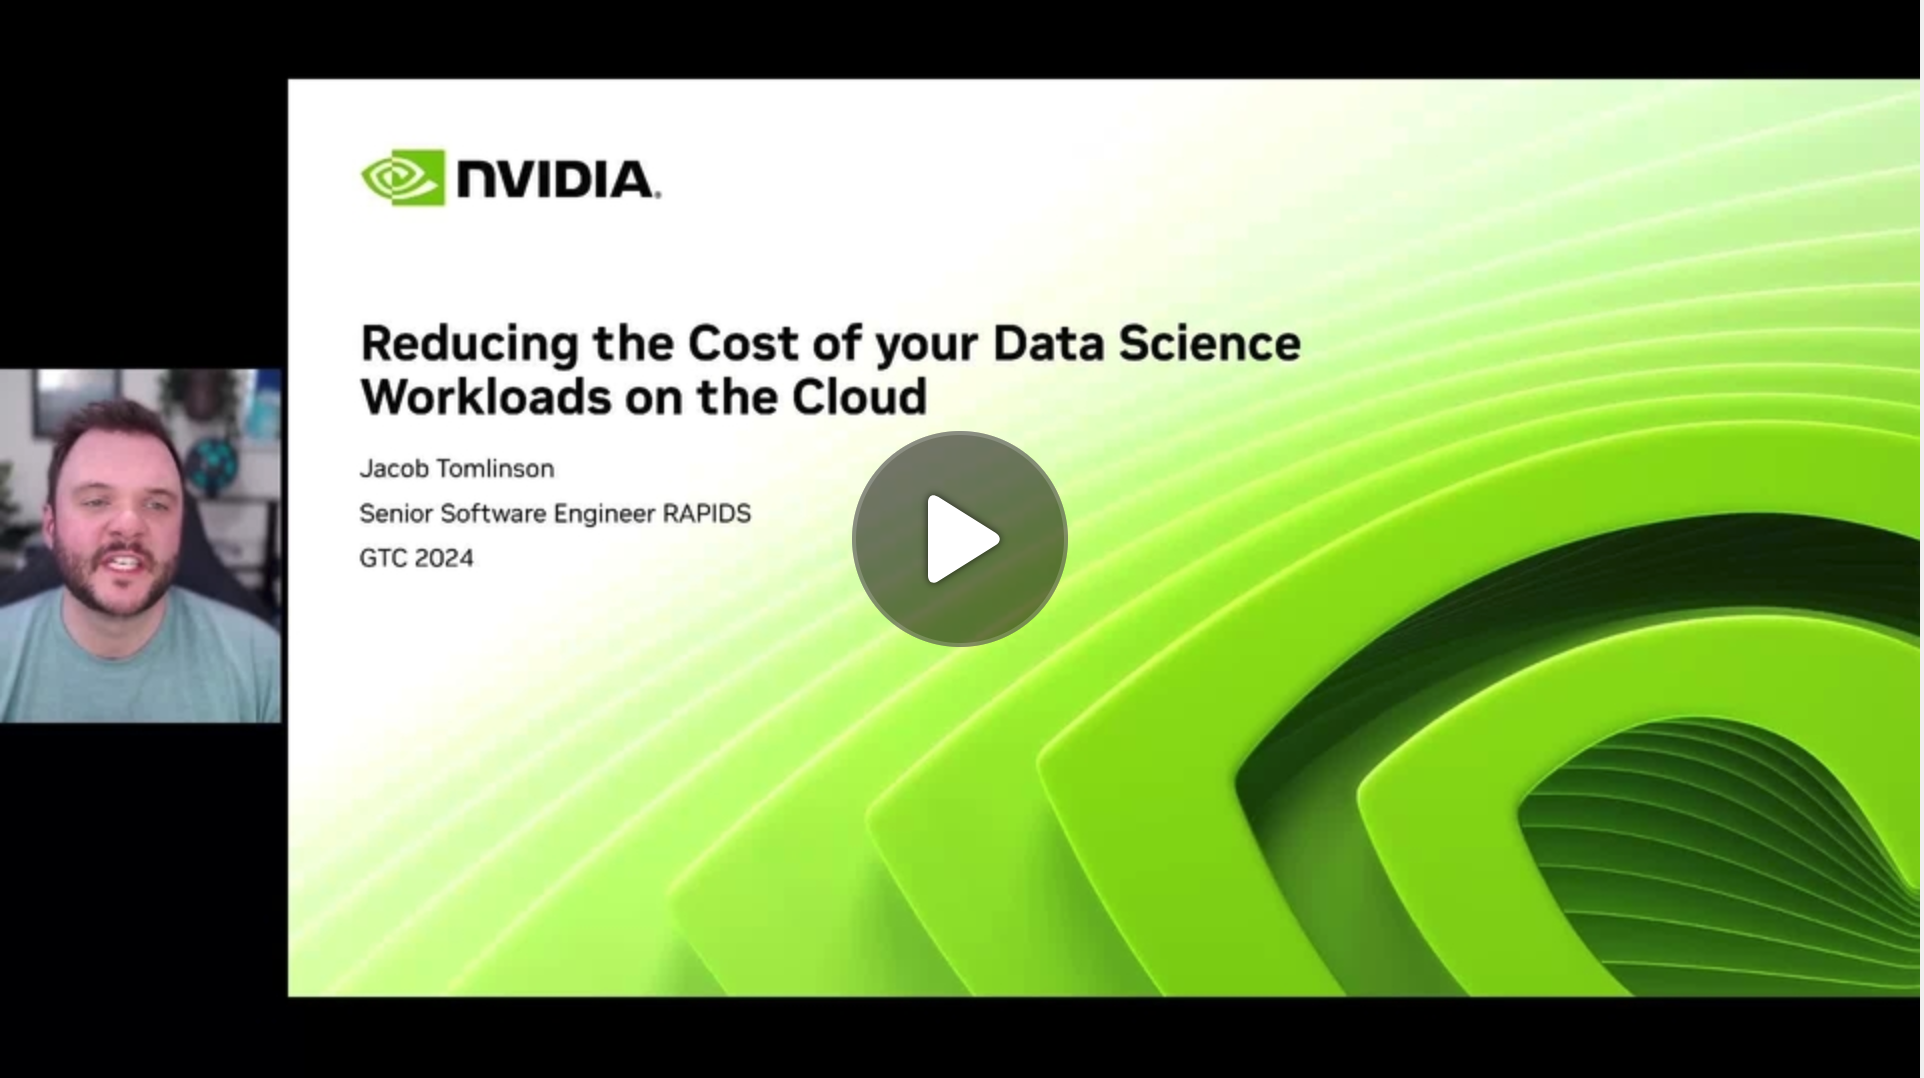 NVIDIA.
Reducing the Cost of your Data Science
Workloads on the Cloud
Jacob Tomlinson
Senior Software Engineer RAPIDS
GTC 2024